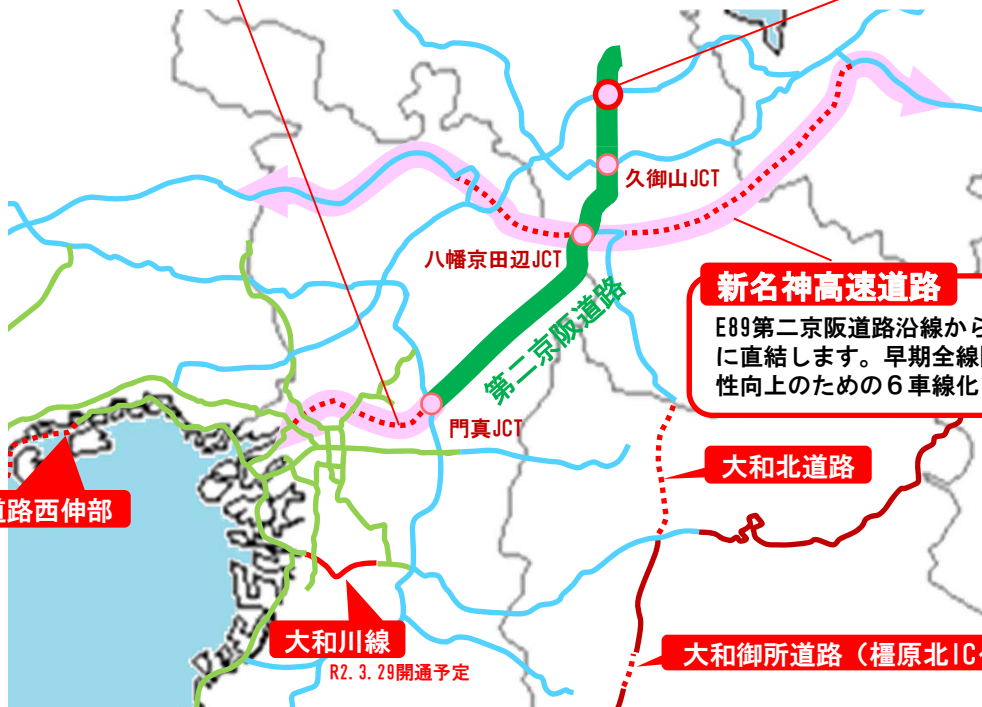 久御山JCT
八幡京田辺JCT
新名神高速道路
E89第二京阪道路沿線から
に直結します。早期全線
性向上のための６車線化
第二京阪道路
門真JCT
大和北道路
道路西伸部
大和川線
R2.3.29開通予定
大和御所道路（橿原北IC